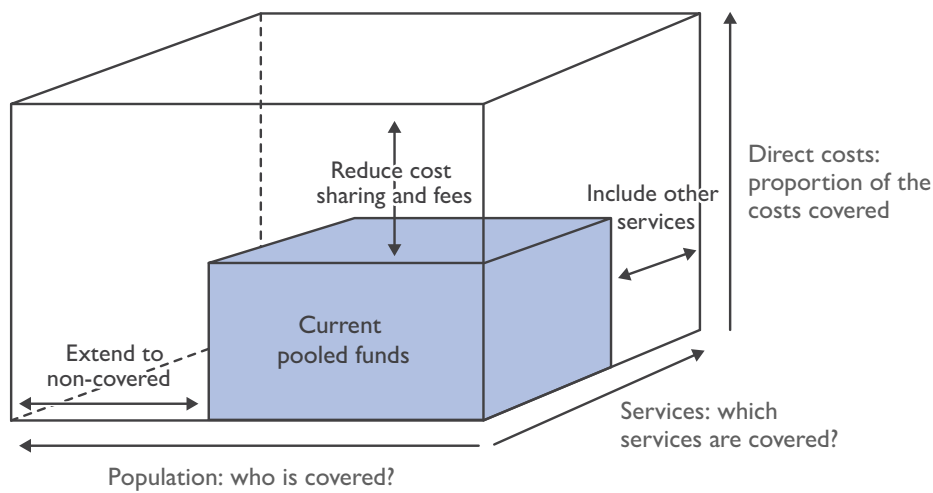 Reduce cost
sharing and fees
Include other
services
Direct costs:
proportion of the
costs covered
Current
pooled funds
Extend to
non-covered
Services: which
services are covered?
Population: who is covered?